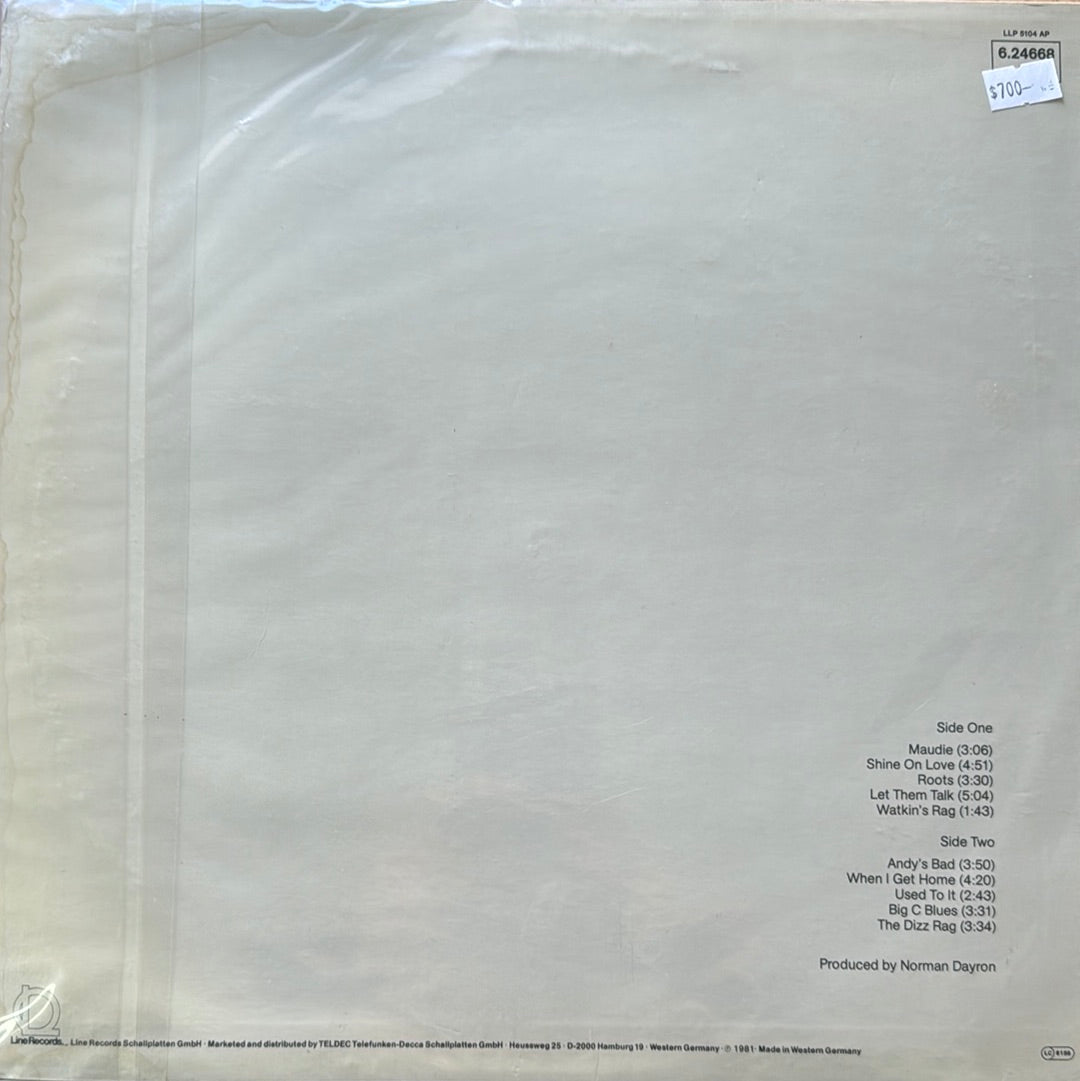 LLP 5104 AP
6.24668
$700-
Side One
Maudie (3:06)
Shine On Love (4:51)
Roots (3:30)
Let Them Talk (5:04)
Watkin's Rag (1:43)
Side Two
Andy's Bad (3:50)
When I Get Home (4:20)
Used To It (2:43)
Big C Blues (3:31)
The Dizz Rag (3:34)
Produced by Norman Dayron
Line Records. Line Records Schallplatten GmbH · Marketed and distributed by TELDEC Telefunken-Decca Schallplatten GmbH · Heussweg 25 · D-2000 Hamburg 19 · Western Germany · ℗ 1981 · Made in Western Germany
LC